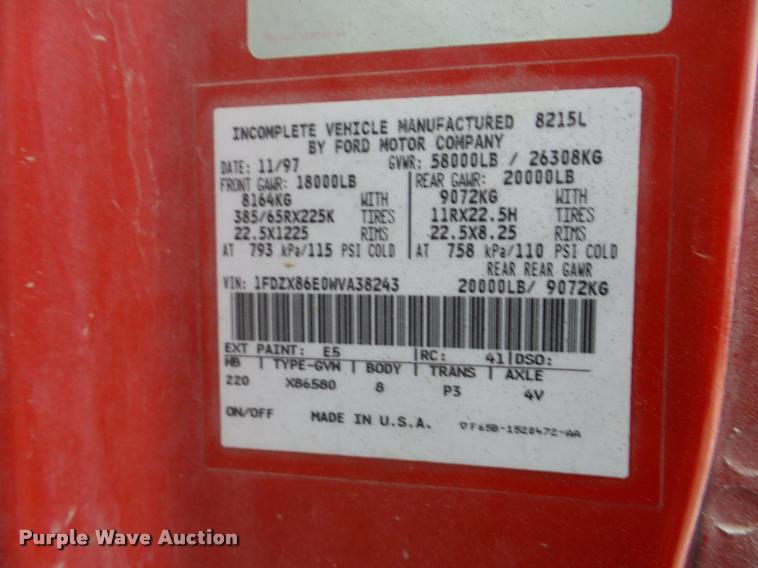 INCOMPLETE VEHICLE MANUFACTURED 8215L
BY FORD MOTOR COMPANY
DATE: 11/97 GVWR: 58000LB / 26308KG
FRONT GAWR: 18000LB REAR GAWR: 20000LB
8164KG WITH 9072KG WITH
385/65RX225K TIRES 11RX22.5H TIRES
22.5X1225 RIMS 22.5X8.25 RIMS
AT 793 kPa/115 PSI COLD AT 758 kPa/110 PSI COLD
REAR REAR GAWR
VIN: 1FDZX86E0WVA38243 20000LB/ 9072KG
EXT PAINT: E5 |RC: 41|DSO:
WB | TYPE-GVW | BODY | TRANS | AXLE
220 X86580 8 P3 4V
ON/OFF MADE IN U.S.A. F65B-1520472-AA
Purple Wave Auction